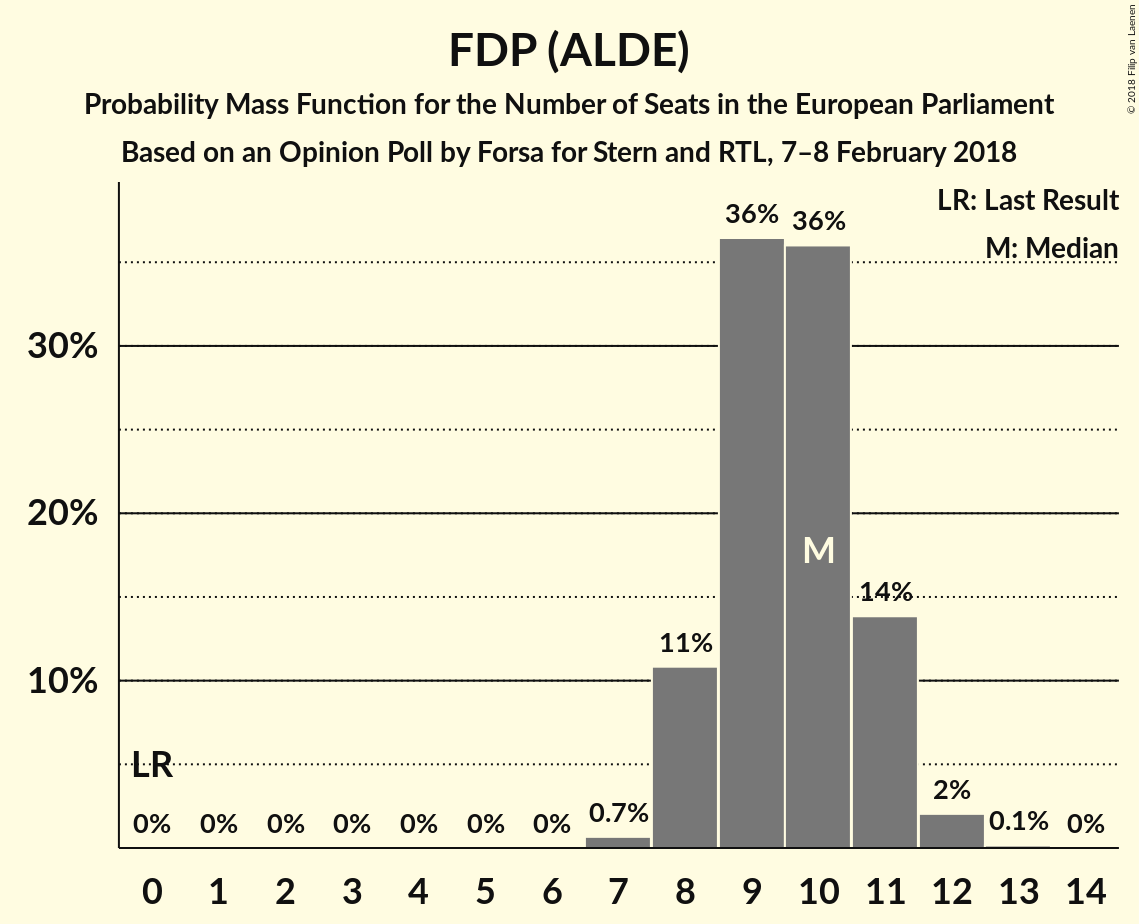 FDP (ALDE)
Probability Mass Function for the Number of Seats in the European Parliament
Based on an Opinion Poll by Forsa for Stern and RTL, 7–8 February 2018
© 2018 Filip van Laenen
LR: Last Result
M: Median
36% 36%
30%
20%
M
14%
11%
10%
LR
0% 0% 0% 0% 0% 0% 0% 0.7% 2% 0.1% 0%
0 1 2 3 4 5 6 7 8 9 10 11 12 13 14